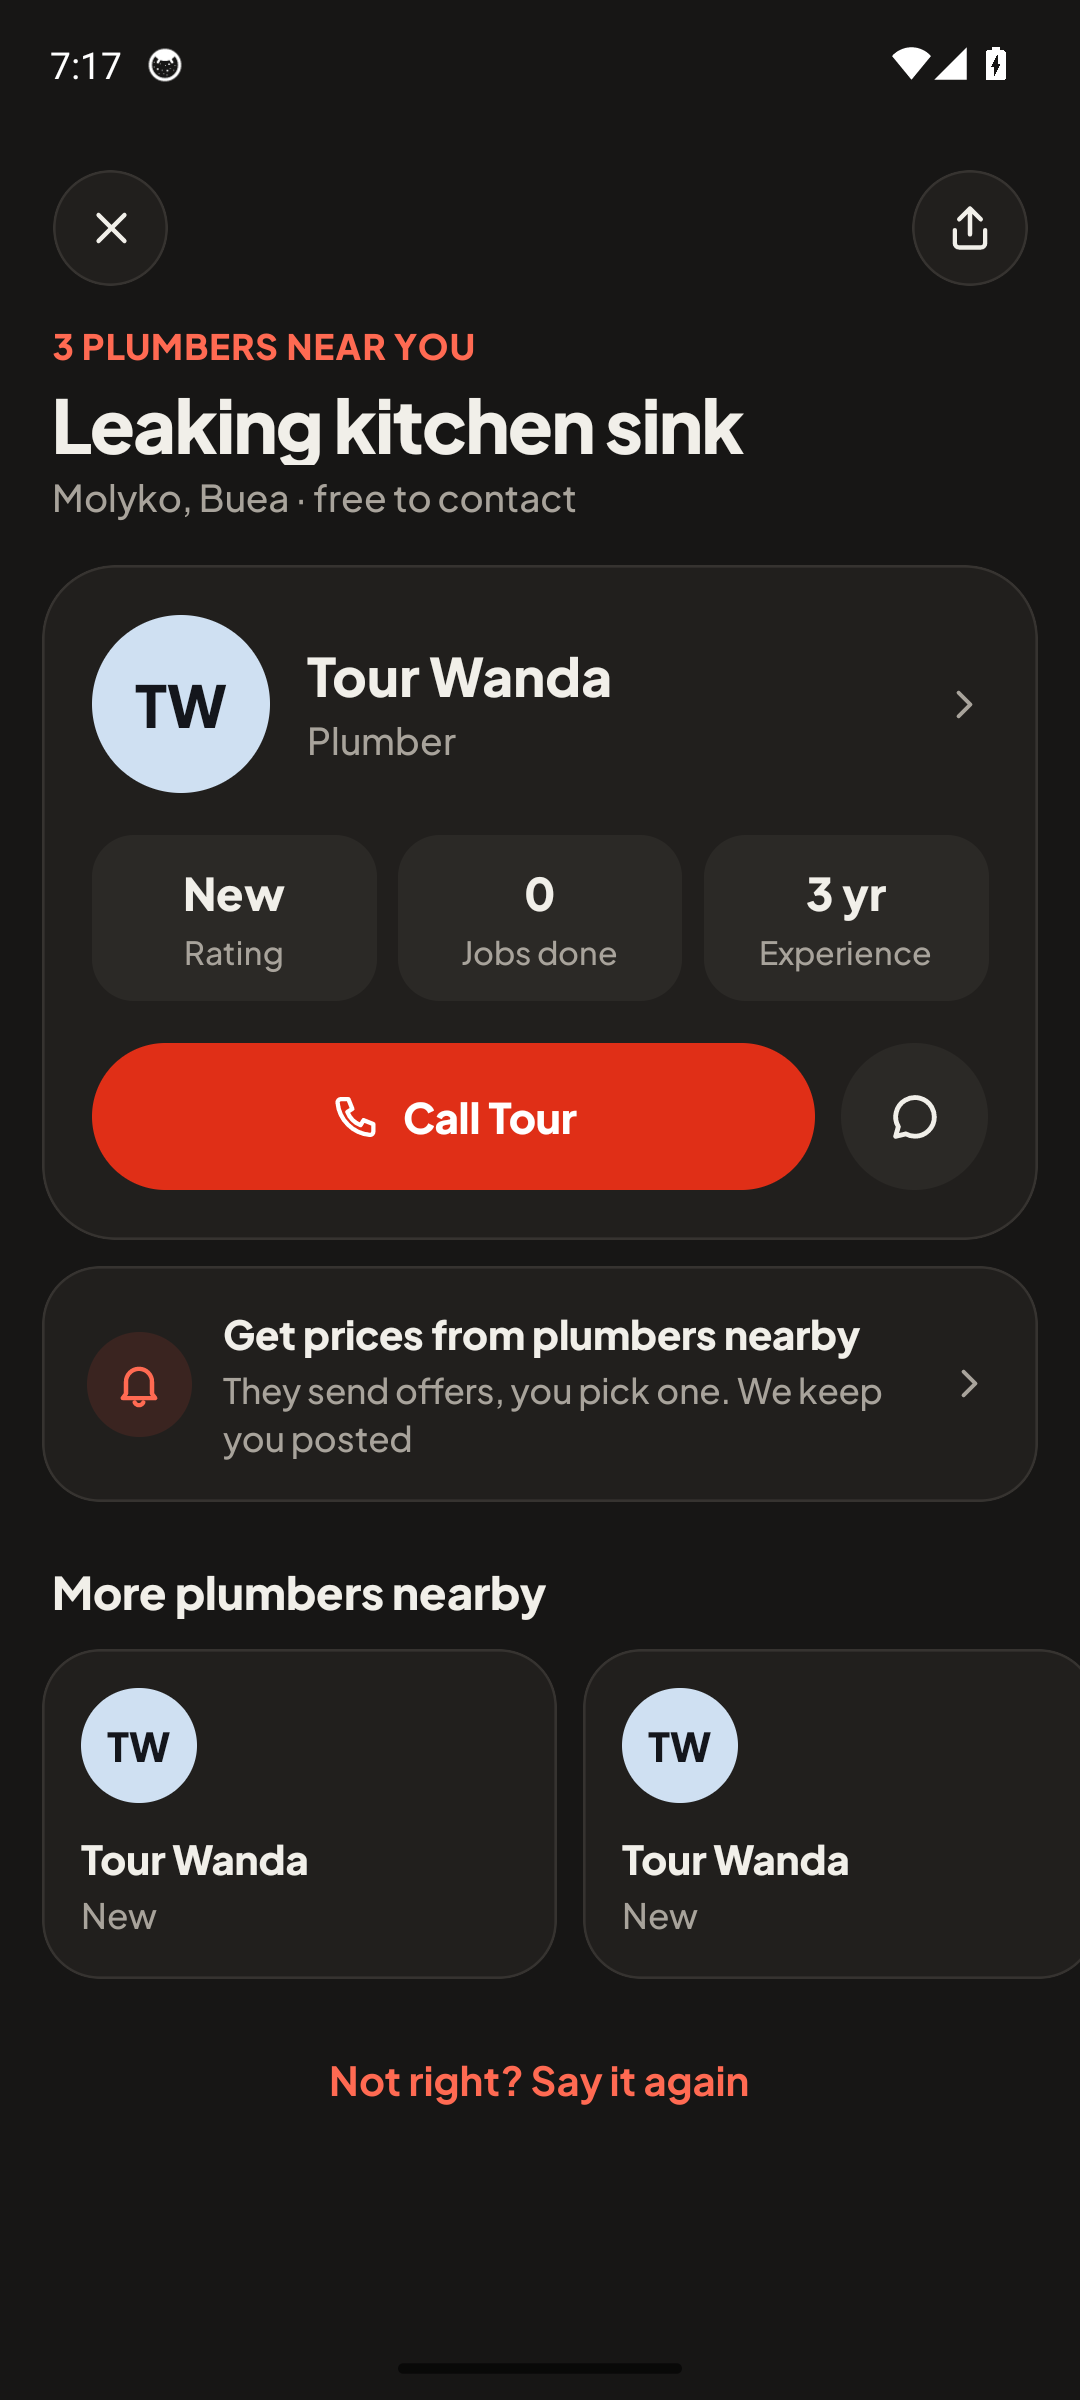 7:17
3 PLUMBERS NEAR YOU
Leaking kitchen sink
Molyko, Buea · free to contact
TW
Tour Wanda
Plumber
New
Rating
0
Jobs done
3 yr
Experience
Call Tour
Get prices from plumbers nearby
They send offers, you pick one. We keep
you posted
More plumbers nearby
TW
Tour Wanda
New
TW
Tour Wanda
New
Not right? Say it again